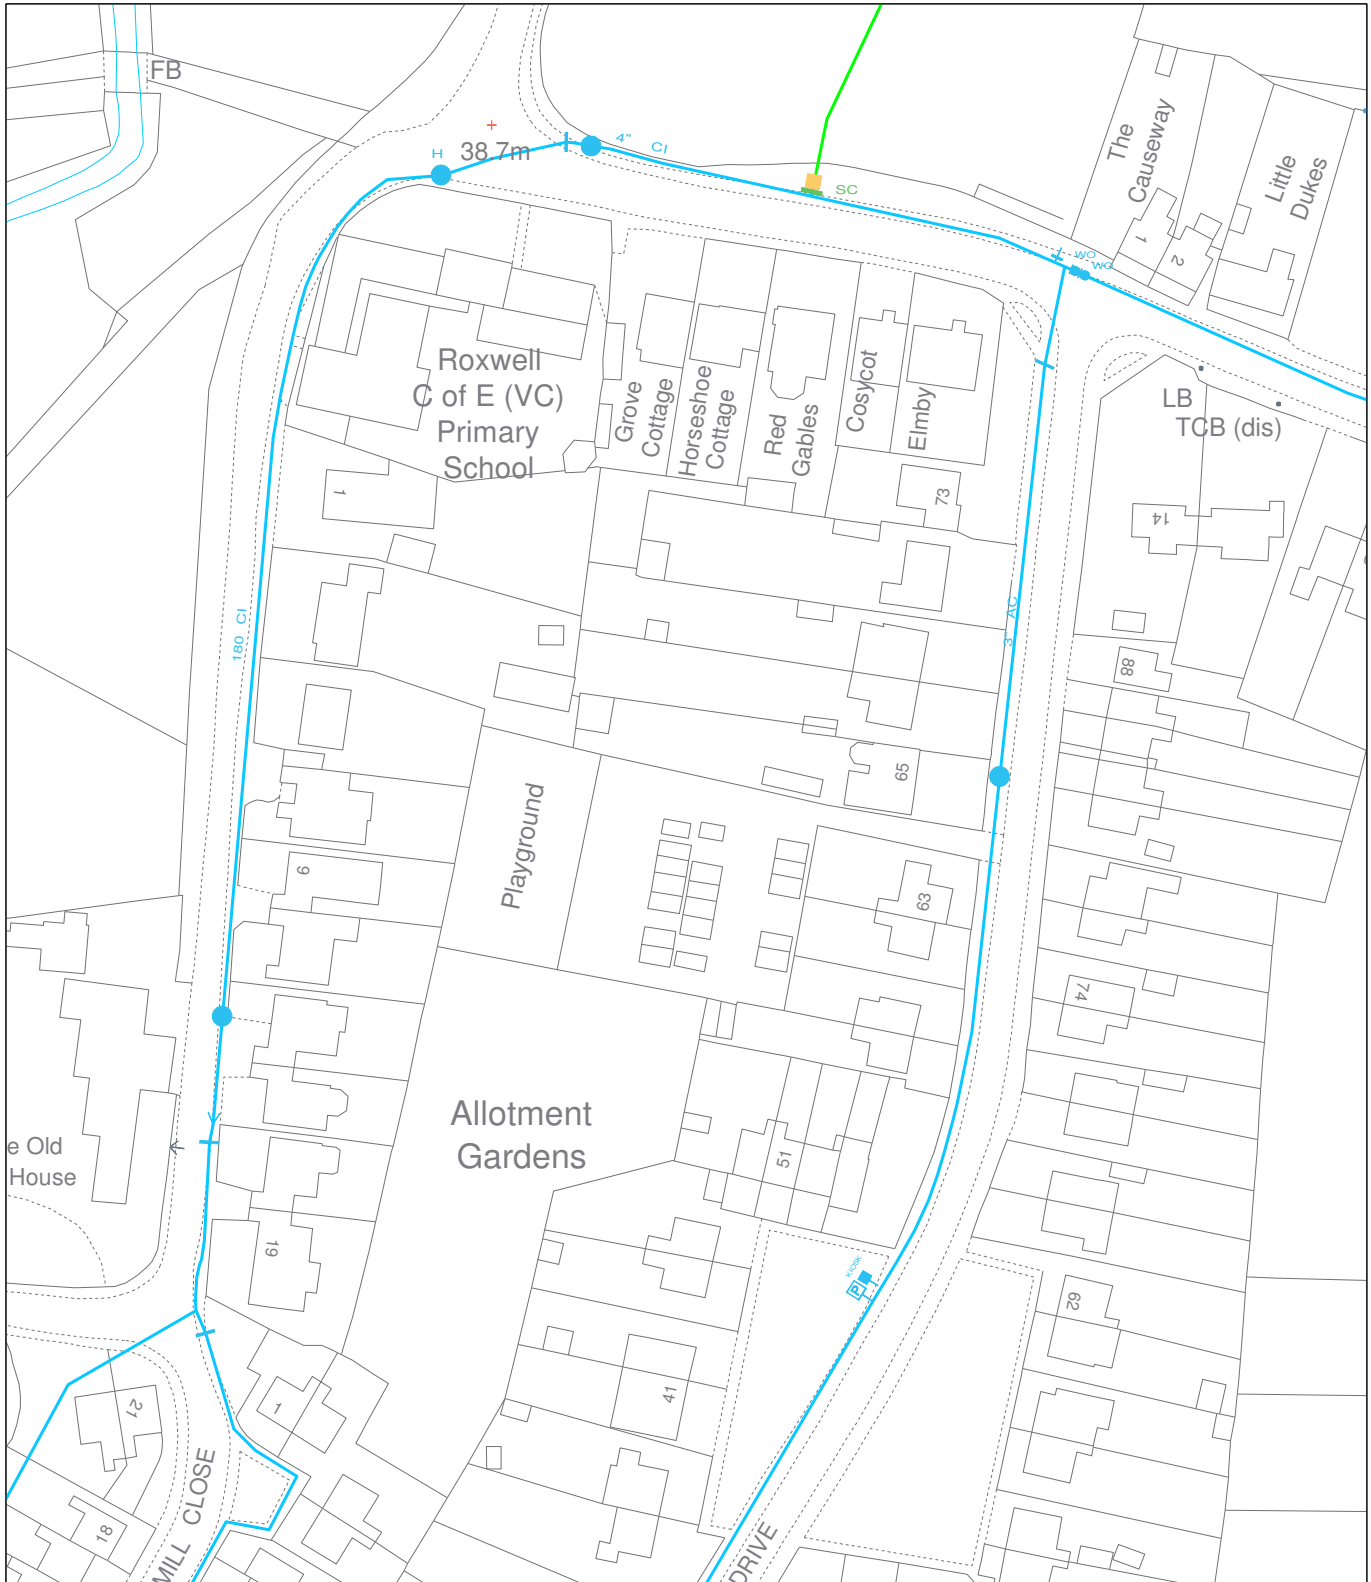 FB
H
38.7m
4"
CI
SC
The
Causeway
Little
Dukes
1
2
WO
WO
Roxwell
C of E (VC)
Primary
School
Grove
Cottage
Horseshoe
Cottage
Red
Gables
Cosycot
Elmby
LB
TCB (dis)
1
73
14
180 CI
3" AC
88
65
Playground
9
63
74
Allotment
Gardens
51
e Old
House
19
KIOSK
P
62
41
21
1
18
MILL CLOSE
DRIVE